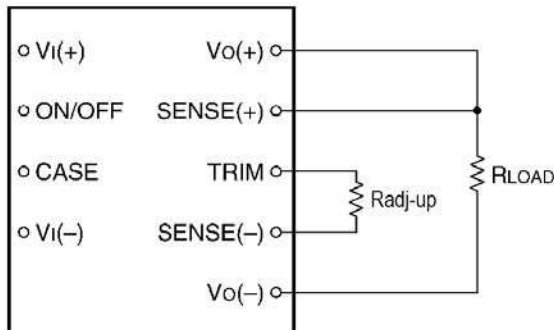 VI(+) VO(+)
ON/OFF SENSE(+)
CASE TRIM RLOAD
Radj-up
VI(–) SENSE(–)
VO(–)